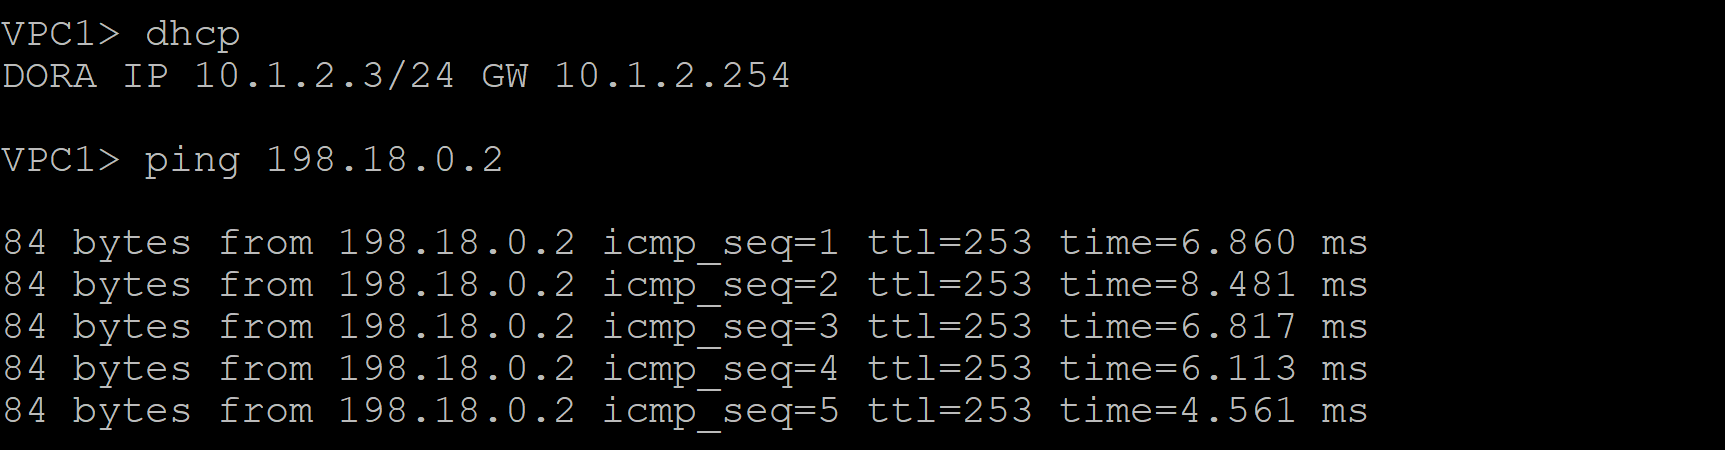 VPC1> dhcp
DORA IP 10.1.2.3/24 GW 10.1.2.254
VPC1> ping 198.18.0.2
84 bytes from 198.18.0.2 icmp_seq=1 ttl=253 time=6.860 ms
84 bytes from 198.18.0.2 icmp_seq=2 ttl=253 time=8.481 ms
84 bytes from 198.18.0.2 icmp_seq=3 ttl=253 time=6.817 ms
84 bytes from 198.18.0.2 icmp_seq=4 ttl=253 time=6.113 ms
84 bytes from 198.18.0.2 icmp_seq=5 ttl=253 time=4.561 ms